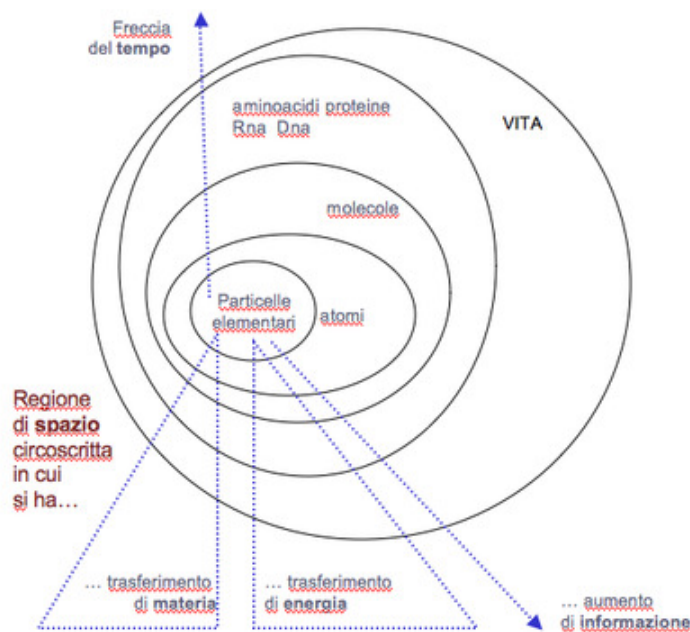 Freccia
del tempo
aminoacidi proteine
Rna Dna
VITA
molecole
Particelle
elementari
atomi
Regione
di spazio
circoscritta
in cui
si ha…
… trasferimento
di materia
… trasferimento
di energia
… aumento
di informazione